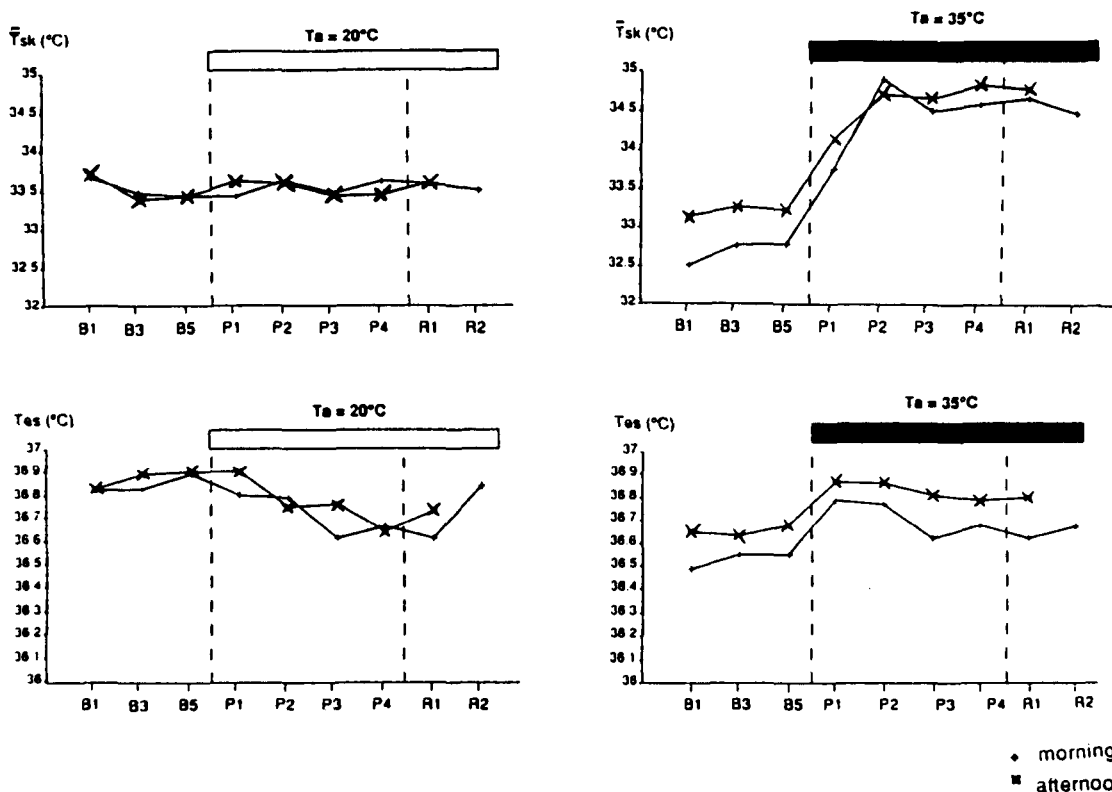 T̄sk (°C)
Ta = 20°C
35
34.5
34
33.5
33
32.5
32
B1 B3 B5 P1 P2 P3 P4 R1 R2
T̄sk (°C)
Ta = 35°C
35
34.5
34
33.5
33
32.5
32
B1 B3 B5 P1 P2 P3 P4 R1 R2
Tes (°C)
Ta = 20°C
37
36.9
36.8
36.7
36.6
36.5
36.4
36.3
36.2
36.1
36
B1 B3 B5 P1 P2 P3 P4 R1 R2
Tes (°C)
Ta = 35°C
37
36.9
36.8
36.7
36.6
36.5
36.4
36.3
36.2
36.1
36
B1 B3 B5 P1 P2 P3 P4 R1 R2
morning
afternoo